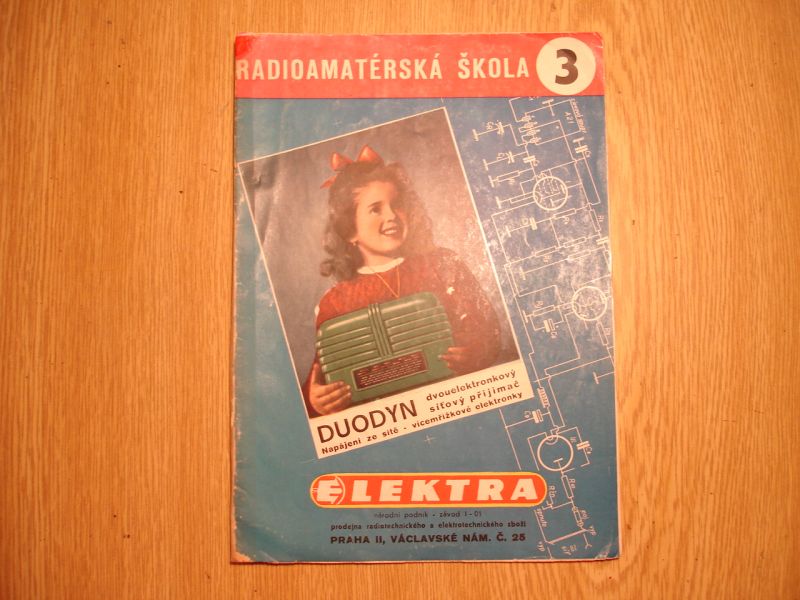 RADIOAMATÉRSKÁ ŠKOLA 3
DUODYN
dvouelektronkový
síťový přijímač
Napájení ze sítě - vícemřížkové elektronky
ELEKTRA
národní podnik - závod 1-01
prodejna radiotechnického a elektrotechnického zboží
PRAHA II, VÁCLAVSKÉ NÁM. Č. 25